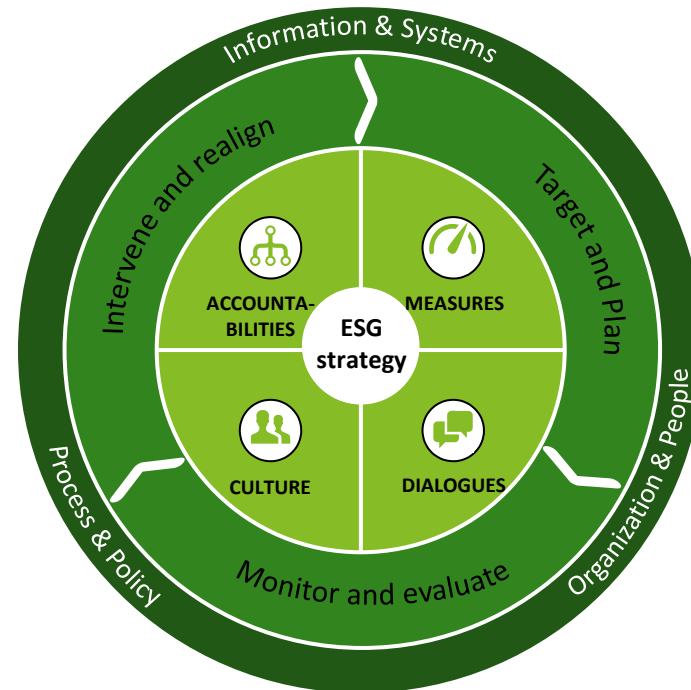 Information & Systems
Intervene and realign
Target and Plan
ACCOUNTA-
BILITIES
MEASURES
ESG
strategy
CULTURE
DIALOGUES
Process & Policy
Organization & People
Monitor and evaluate